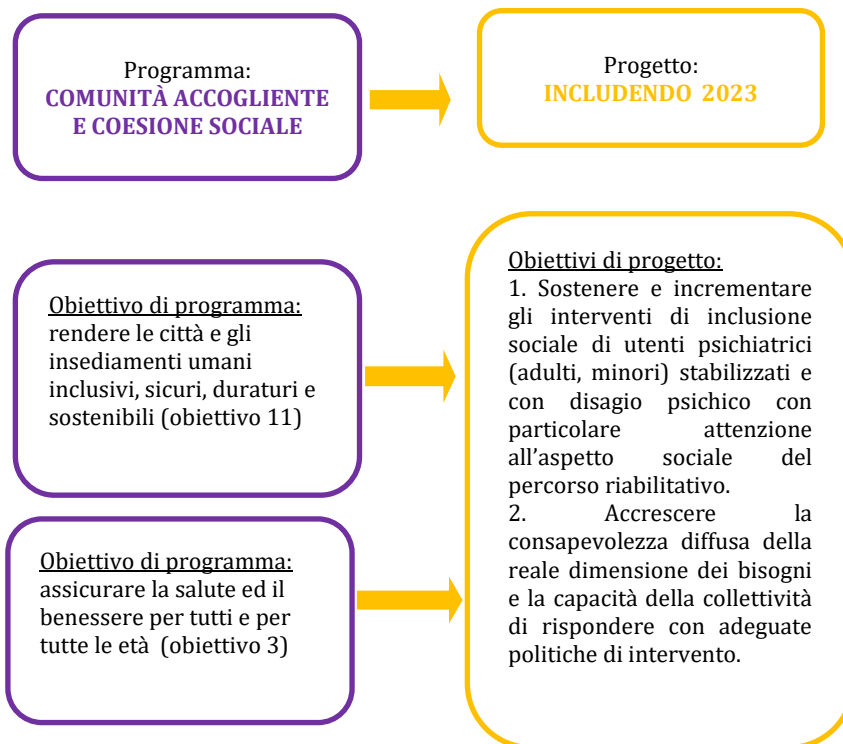 Programma:
COMUNITÀ ACCOGLIENTE
E COESIONE SOCIALE
Progetto:
INCLUDENDO 2023
Obiettivo di programma:
rendere le città e gli
insediamenti umani
inclusivi, sicuri, duraturi e
sostenibili (obiettivo 11)
Obiettivo di programma:
assicurare la salute ed il
benessere per tutti e per
tutte le età (obiettivo 3)
Obiettivi di progetto:
1. Sostenere e incrementare
gli interventi di inclusione
sociale di utenti psichiatrici
(adulti, minori) stabilizzati e
con disagio psichico con
particolare attenzione
all'aspetto sociale del
percorso riabilitativo.
2. Accrescere la
consapevolezza diffusa della
reale dimensione dei bisogni
e la capacità della collettività
di rispondere con adeguate
politiche di intervento.